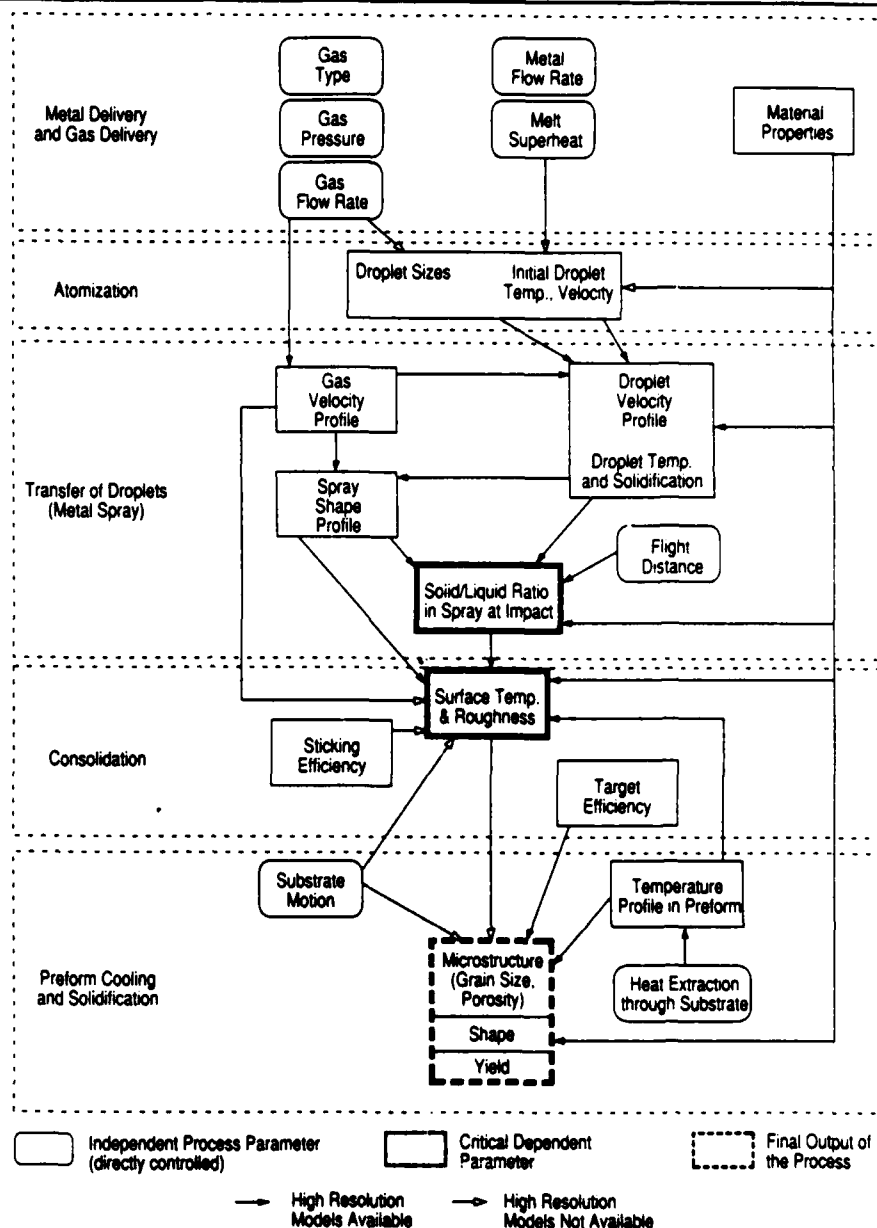 Gas
Type
Metal
Flow Rate
Metal Delivery
and Gas Delivery
Gas
Pressure
Melt
Superheat
Material
Properties
Gas
Flow Rate
Atomization
Droplet Sizes
Initial Droplet
Temp., Velocity
Gas
Velocity
Profile
Droplet
Velocity
Profile
Droplet Temp.
and Solidification
Transfer of Droplets
(Metal Spray)
Spray
Shape
Profile
Flight
Distance
Solid/Liquid Ratio
in Spray at Impact
Surface Temp.
& Roughness
Consolidation
Sticking
Efficiency
Target
Efficiency
Substrate
Motion
Temperature
Profile in Preform
Preform Cooling
and Solidification
Microstructure
(Grain Size,
Porosity)
Shape
Yield
Heat Extraction
through Substrate
Independent Process Parameter
(directly controlled)
Critical Dependent
Parameter
Final Output of
the Process
High Resolution
Models Available
High Resolution
Models Not Available